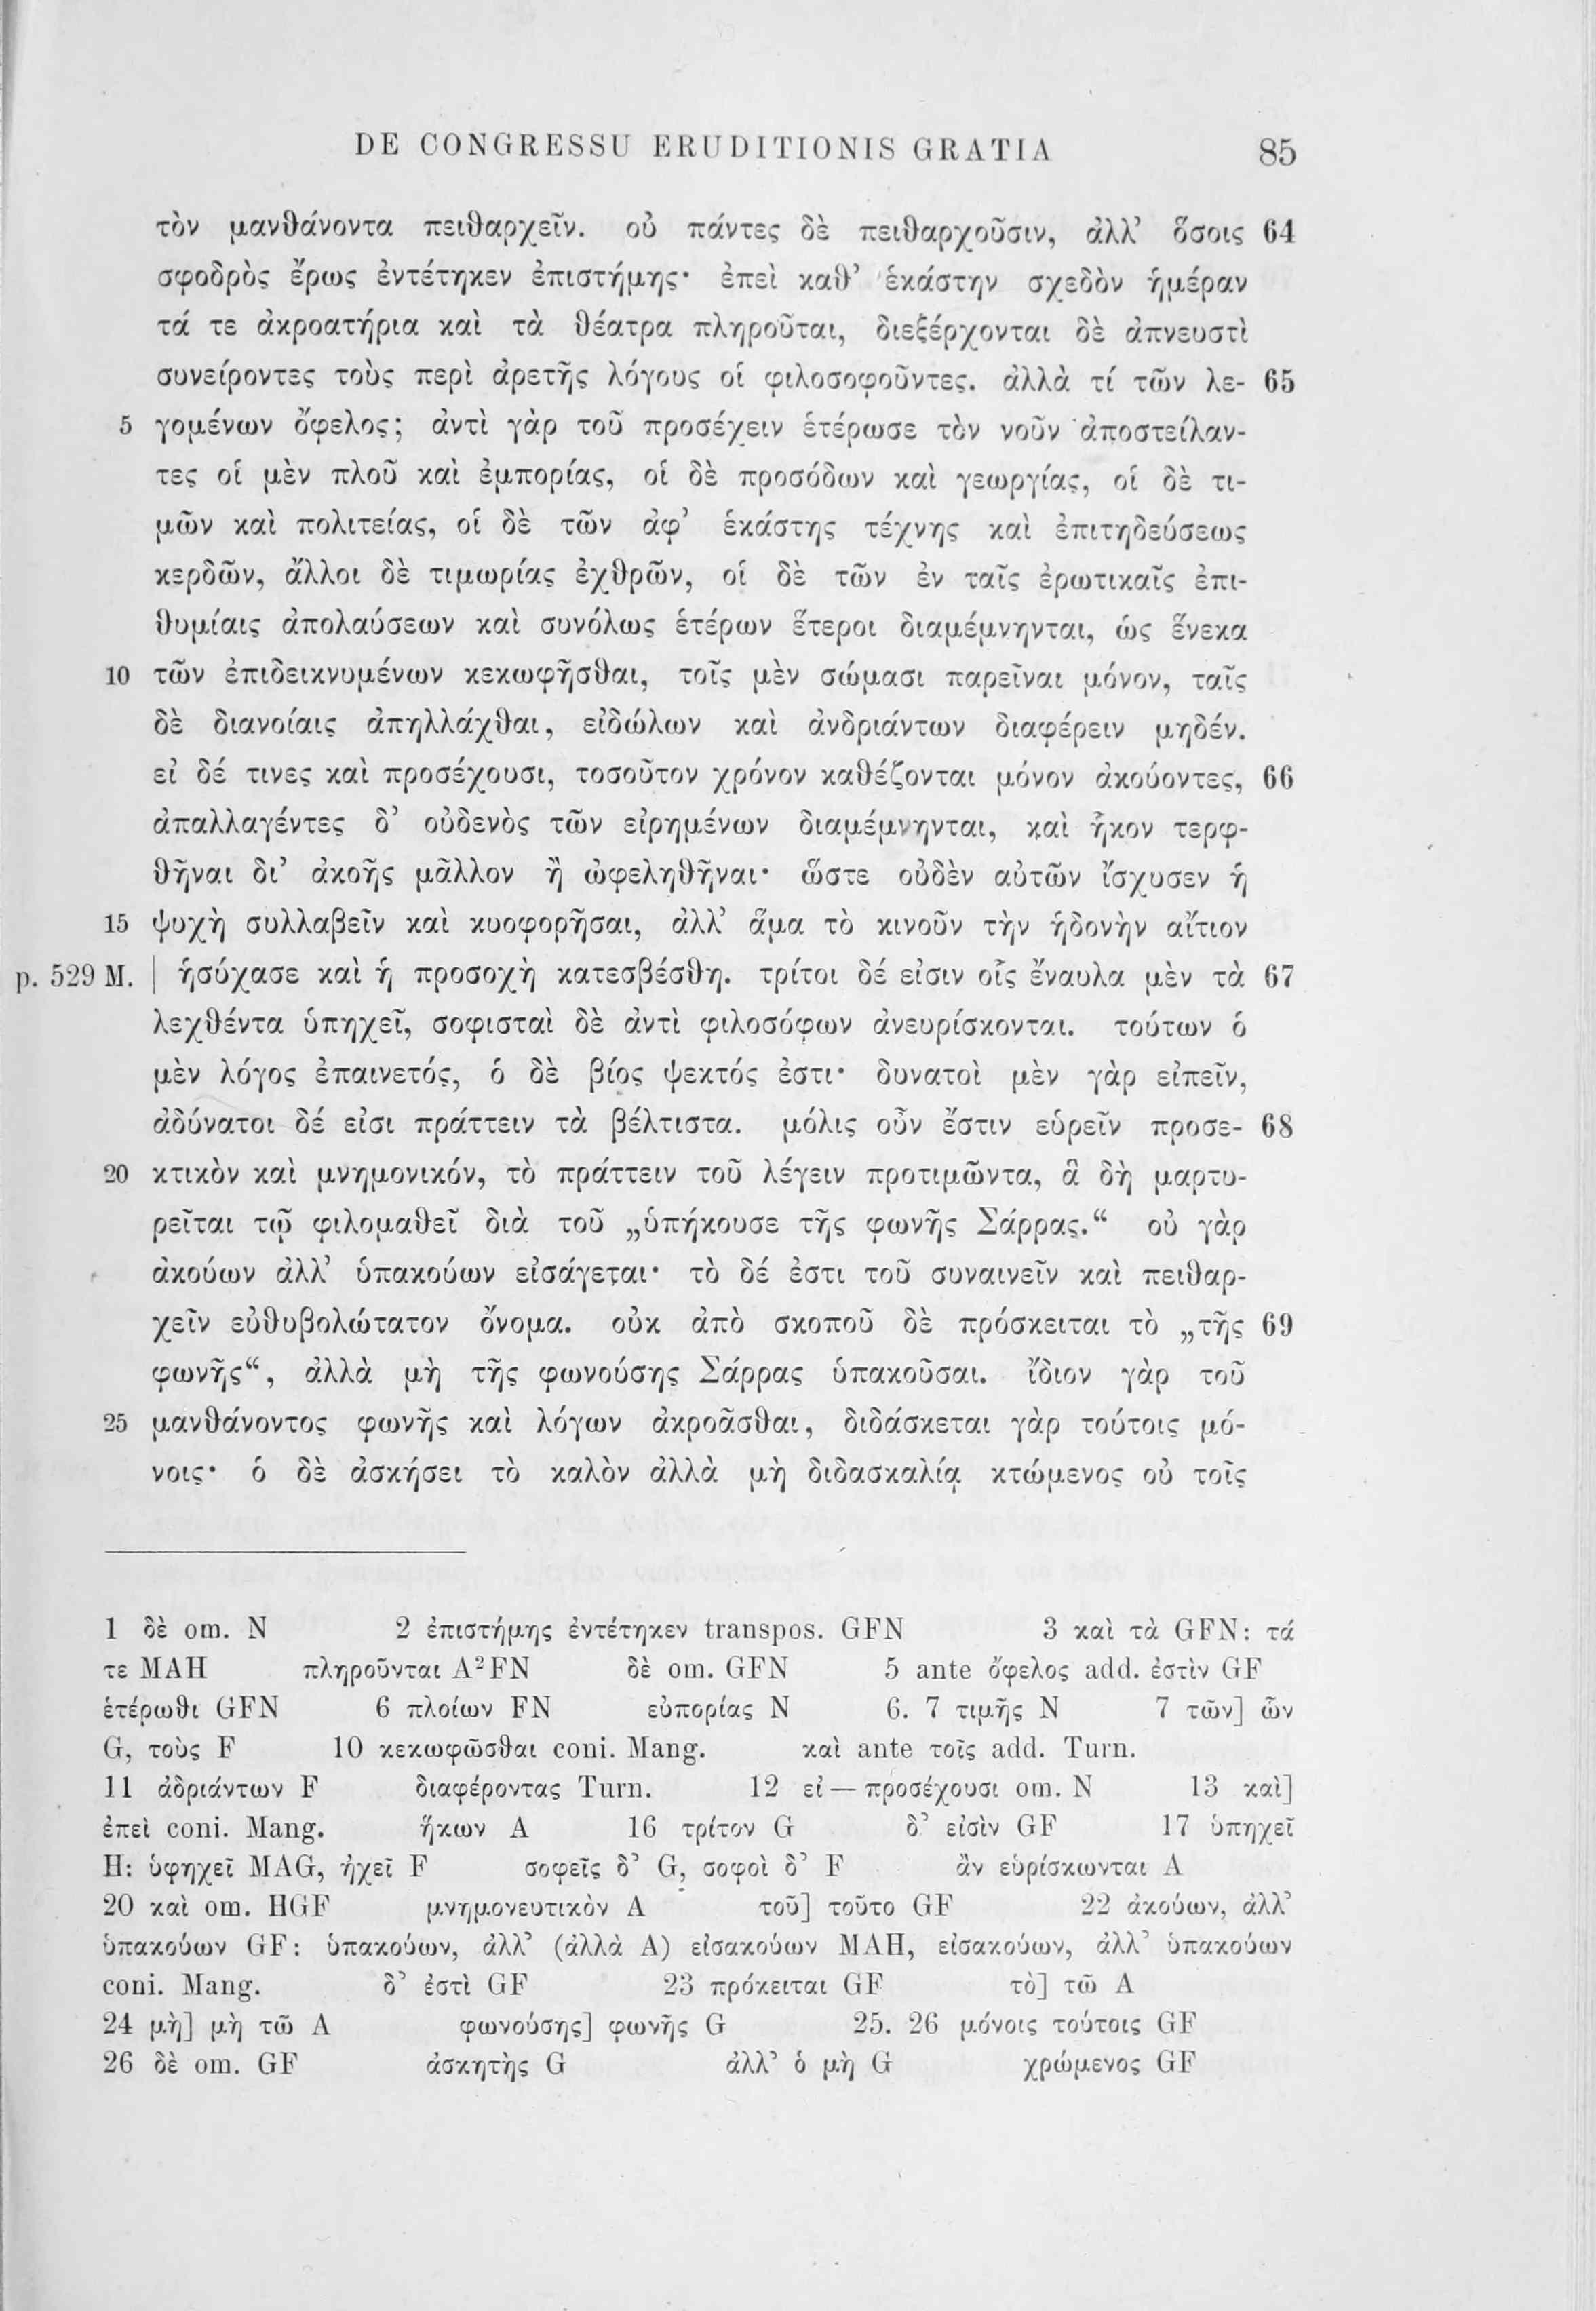 DE CONGRESSU ERUDITIONIS GRATIA 85
τὸν μανθάνοντα πειθαρχεῖν. οὐ πάντες δὲ πειθαρχοῦσιν, ἀλλ’ ὅσοις 64
σφοδρὸς ἔρως ἐντέτηκεν ἐπιστήμης· ἐπεὶ καθ’ ἑκάστην σχεδὸν ἡμέραν
τά τε ἀκροατήρια καὶ τὰ θέατρα πληροῦται, διεξέρχονται δὲ ἀπνευστὶ
συνείροντες τοὺς περὶ ἀρετῆς λόγους οἱ φιλοσοφοῦντες. ἀλλὰ τί τῶν λε- 65
5 γομένων ὄφελος; ἀντὶ γὰρ τοῦ προσέχειν ἑτέρωσε τὸν νοῦν ἀποστείλαν-
τες οἱ μὲν πλοῦ καὶ ἐμπορίας, οἱ δὲ προσόδων καὶ γεωργίας, οἱ δὲ τι-
μῶν καὶ πολιτείας, οἱ δὲ τῶν ἀφ’ ἑκάστης τέχνης καὶ ἐπιτηδεύσεως
κερδῶν, ἄλλοι δὲ τιμωρίας ἐχθρῶν, οἱ δὲ τῶν ἐν ταῖς ἐρωτικαῖς ἐπι-
θυμίαις ἀπολαύσεων καὶ συνόλως ἑτέρων ἕτεροι διαμέμνηνται, ὡς ἕνεκα
10 τῶν ἐπιδεικνυμένων κεκωφῆσθαι, τοῖς μὲν σώμασι παρεῖναι μόνον, ταῖς
δὲ διανοίαις ἀπηλλάχθαι, εἰδώλων καὶ ἀνδριάντων διαφέρειν μηδέν.
εἰ δέ τινες καὶ προσέχουσι, τοσοῦτον χρόνον καθέζονται μόνον ἀκούοντες, 66
ἀπαλλαγέντες δ’ οὐδενὸς τῶν εἰρημένων διαμέμνηνται, καὶ ἧκον τερφ-
θῆναι δι’ ἀκοῆς μᾶλλον ἢ ὠφεληθῆναι· ὥστε οὐδὲν αὐτῶν ἴσχυσεν ἡ
15 ψυχὴ συλλαβεῖν καὶ κυοφορῆσαι, ἀλλ’ ἅμα τὸ κινοῦν τὴν ἡδονὴν αἴτιον
p. 529 M. | ἡσύχασε καὶ ἡ προσοχὴ κατεσβέσθη. τρίτοι δέ εἰσιν οἷς ἔναυλα μὲν τὰ 67
λεχθέντα ὑπηχεῖ, σοφισταὶ δὲ ἀντὶ φιλοσόφων ἀνευρίσκονται. τούτων ὁ
μὲν λόγος ἐπαινετός, ὁ δὲ βίος ψεκτός ἐστι· δυνατοὶ μὲν γὰρ εἰπεῖν,
ἀδύνατοι δέ εἰσι πράττειν τὰ βέλτιστα. μόλις οὖν ἔστιν εὑρεῖν προσε- 68
20 κτικὸν καὶ μνημονικόν, τὸ πράττειν τοῦ λέγειν προτιμῶντα, ἃ δὴ μαρτυ-
ρεῖται τῷ φιλομαθεῖ διὰ τοῦ „ὑπήκουσε τῆς φωνῆς Σάρρας.“ οὐ γὰρ
ἀκούων ἀλλ’ ὑπακούων εἰσάγεται· τὸ δέ ἐστι τοῦ συναινεῖν καὶ πειθαρ-
χεῖν εὐθυβολώτατον ὄνομα. οὐκ ἀπὸ σκοποῦ δὲ πρόσκειται τὸ „τῆς 69
φωνῆς“, ἀλλὰ μὴ τῆς φωνούσης Σάρρας ὑπακοῦσαι. ἴδιον γὰρ τοῦ
25 μανθάνοντος φωνῆς καὶ λόγων ἀκροᾶσθαι, διδάσκεται γὰρ τούτοις μό-
νοις· ὁ δὲ ἀσκήσει τὸ καλὸν ἀλλὰ μὴ διδασκαλίᾳ κτώμενος οὐ τοῖς
1 δὲ om. N 2 ἐπιστήμης ἐντέτηκεν transpos. GFN 3 καὶ τὰ GFN: τά
τε MAH πληροῦνται A² FN δὲ om. GFN 5 ante ὄφελος add. ἐστὶν GF
ἑτέρωθι GFN 6 πλοίων FN εὐπορίας N 6. 7 τιμῆς N 7 τῶν] ὧν
G, τοὺς F 10 κεκωφῶσθαι coni. Mang. καὶ ante τοῖς add. Turn.
11 ἀδριάντων F διαφέροντας Turn. 12 εἰ — προσέχουσι om. N 13 καὶ]
ἐπεὶ coni. Mang. ἥκων A 16 τρίτον G δ’ εἰσὶν GF 17 ὑπηχεῖ
H: ὑφηχεῖ MAG, ἠχεῖ F σοφεῖς δ’ G, σοφοὶ δ’ F ἂν εὑρίσκωνται A
20 καὶ om. HGF μνημονευτικὸν A τοῦ] τοῦτο GF 22 ἀκούων, ἀλλ’
ὑπακούων GF: ὑπακούων, ἀλλ’ (ἀλλὰ A) εἰσακούων MAH, εἰσακούων, ἀλλ’ ὑπακούων
coni. Mang. δ’ ἐστὶ GF 23 πρόκειται GF τὸ] τῶ A
24 μὴ] μὴ τῶ A φωνούσης] φωνῆς G 25. 26 μόνοις τούτοις GF
26 δὲ om. GF ἀσκητὴς G ἀλλ’ ὁ μὴ G χρώμενος GF